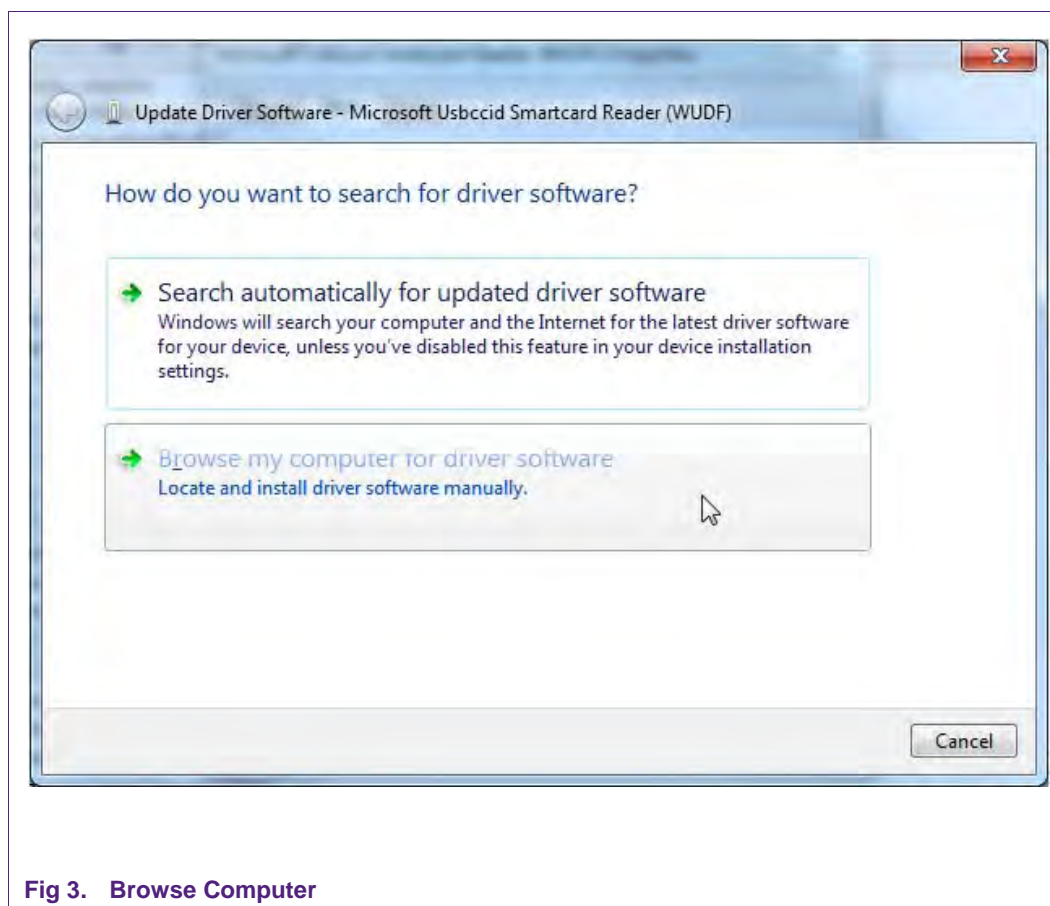 Update Driver Software - Microsoft Usbccid Smartcard Reader (WUDF)
How do you want to search for driver software?
Search automatically for updated driver software
Windows will search your computer and the Internet for the latest driver software
for your device, unless you've disabled this feature in your device installation
settings.
Browse my computer for driver software
Locate and install driver software manually.
Cancel
Fig 3. Browse Computer